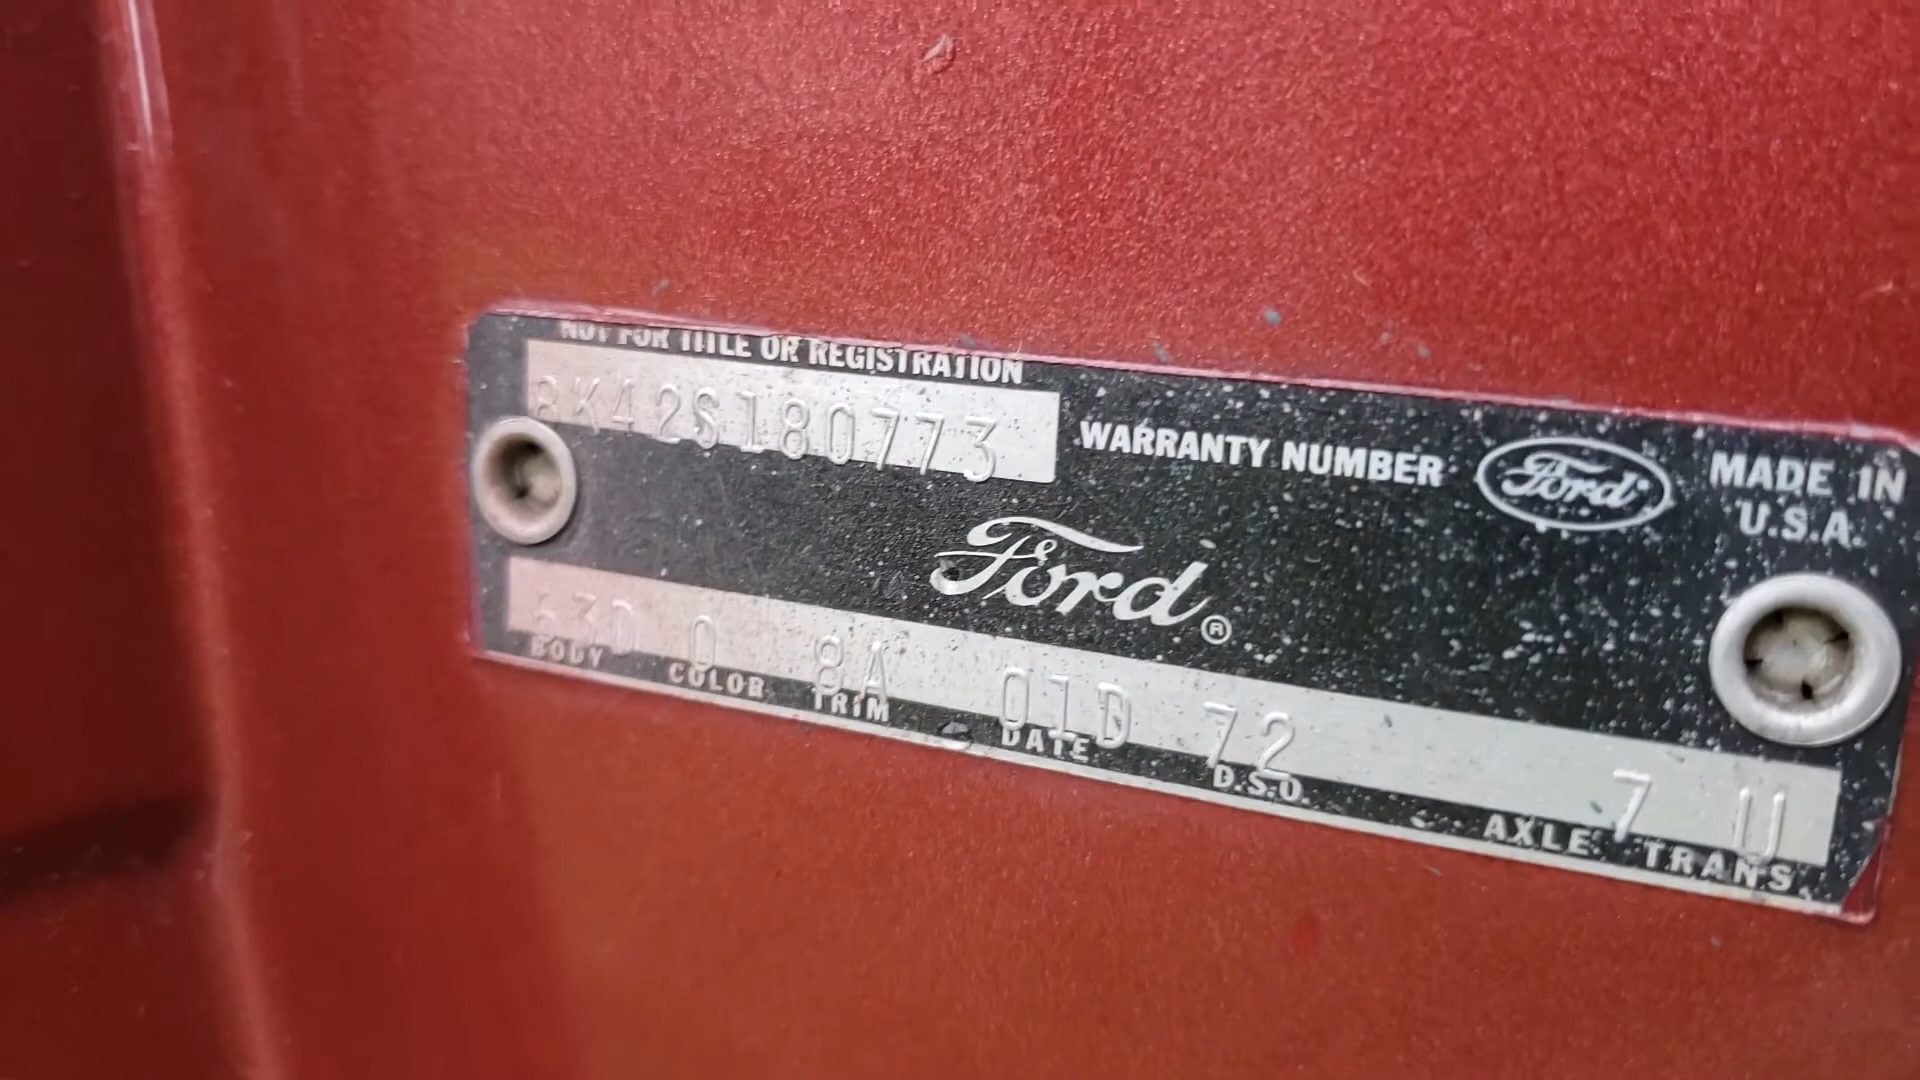 NOT FOR TITLE OR REGISTRATION
8K42S180773
WARRANTY NUMBER
Ford
MADE IN
U.S.A.
Ford®
63D Q 8A 01D 72 7 U
BODY COLOR TRIM DATE D.S.O. AXLE TRANS.